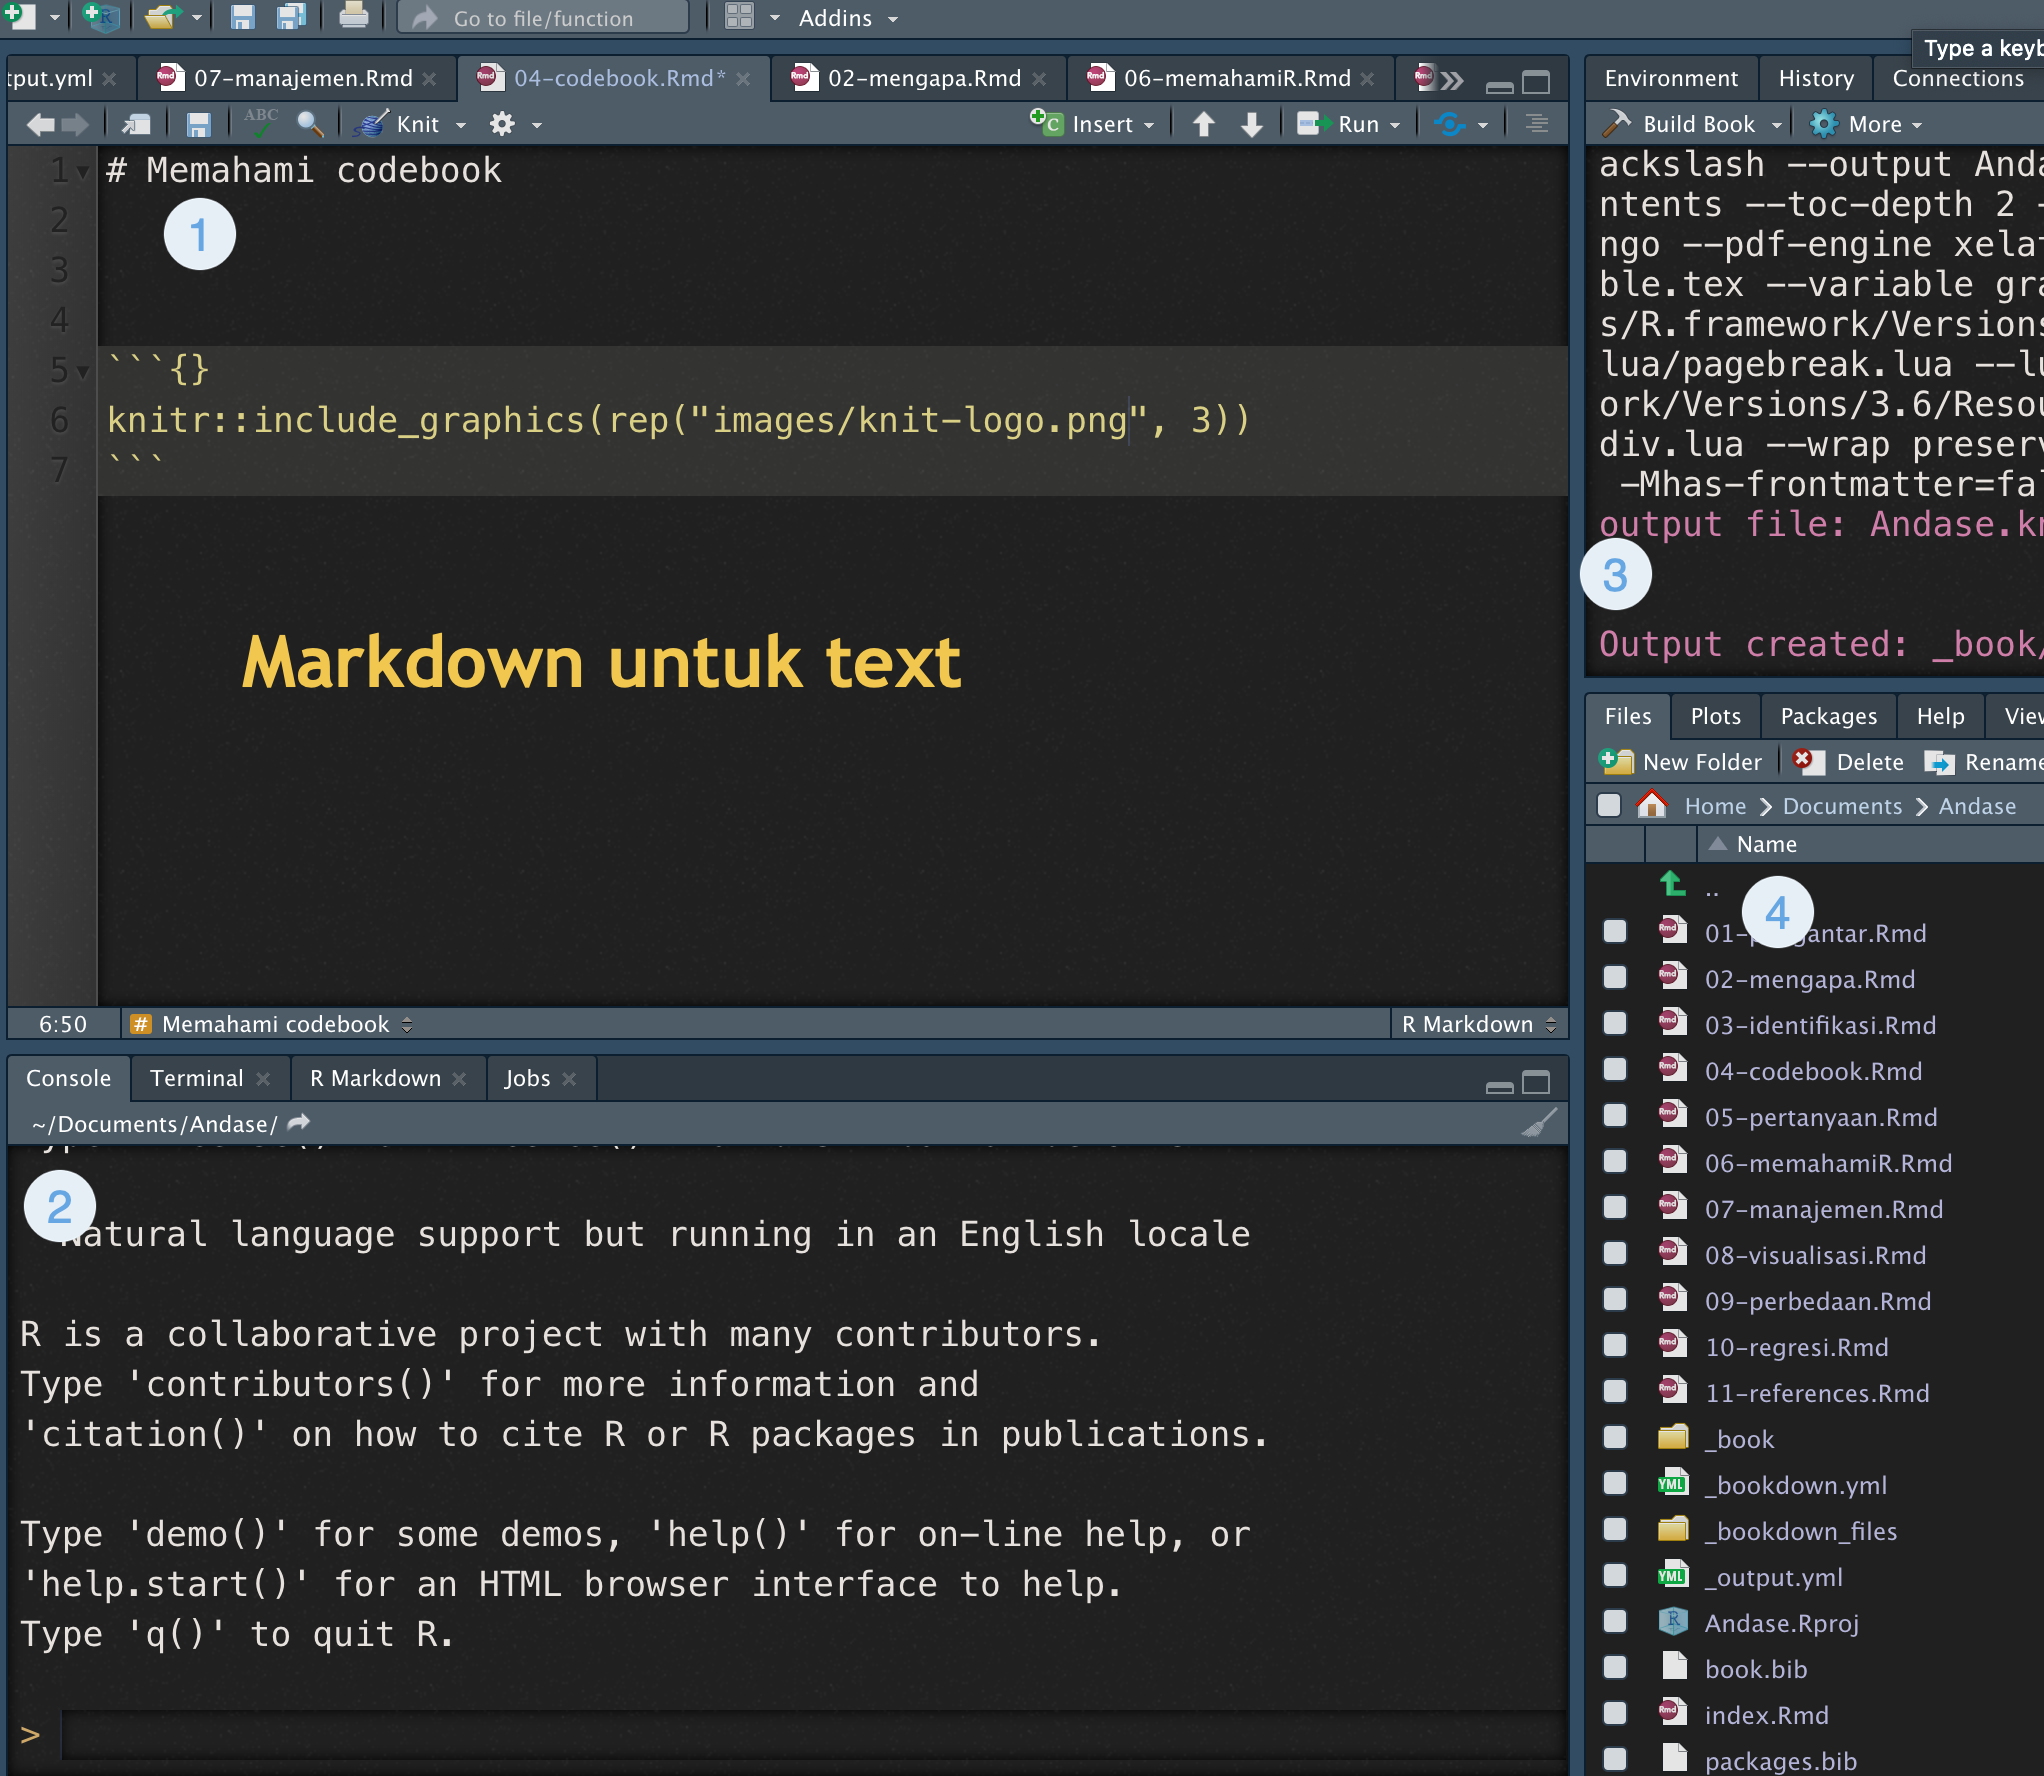 Go to file/function
Addins
Type a keyb
tput.yml
07-manajemen.Rmd
04-codebook.Rmd*
02-mengapa.Rmd
06-memahamiR.Rmd
ABC
Knit
Insert
Run
1 # Memahami codebook
2
3
4
5 ```{}
6 knitr::include_graphics(rep("images/knit-logo.png", 3))
7 ```
1
Markdown untuk text
6:50
# Memahami codebook
R Markdown
Console
Terminal
R Markdown
Jobs
~/Documents/Andase/
2
Natural language support but running in an English locale
R is a collaborative project with many contributors.
Type 'contributors()' for more information and
'citation()' on how to cite R or R packages in publications.
Type 'demo()' for some demos, 'help()' for on-line help, or
'help.start()' for an HTML browser interface to help.
Type 'q()' to quit R.
>
Environment
History
Connections
Build Book
More
ackslash --output Anda
ntents --toc-depth 2 -
ngo --pdf-engine xelat
ble.tex --variable gra
s/R.framework/Versions
lua/pagebreak.lua --lu
ork/Versions/3.6/Resou
div.lua --wrap preserv
-Mhas-frontmatter=fal
output file: Andase.kn
3
Output created: _book/
Files
Plots
Packages
Help
View
New Folder
Delete
Rename
Home
Documents
Andase
Name
..
4
01-pengantar.Rmd
02-mengapa.Rmd
03-identifikasi.Rmd
04-codebook.Rmd
05-pertanyaan.Rmd
06-memahamiR.Rmd
07-manajemen.Rmd
08-visualisasi.Rmd
09-perbedaan.Rmd
10-regresi.Rmd
11-references.Rmd
_book
_bookdown.yml
_bookdown_files
_output.yml
Andase.Rproj
book.bib
index.Rmd
packages.bib